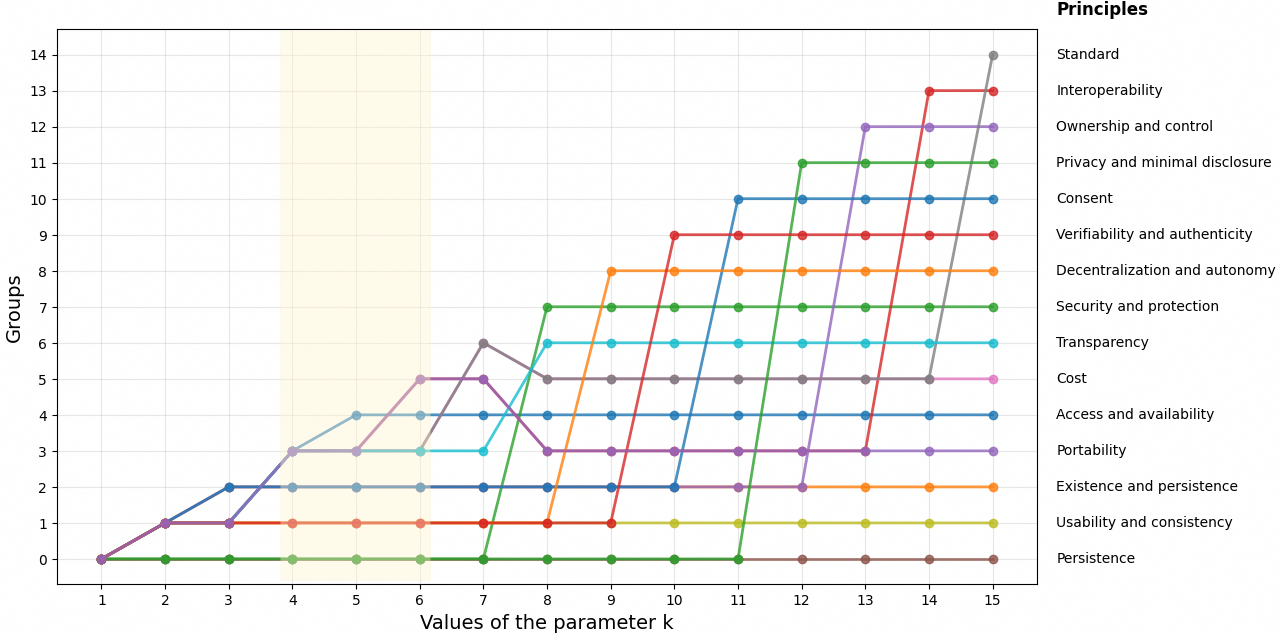 Principles
14
Standard
13
Interoperability
12
Ownership and control
11
Privacy and minimal disclosure
10
Consent
9
Verifiability and authenticity
8
Decentralization and autonomy
7
Security and protection
6
Transparency
5
Cost
4
Access and availability
3
Portability
2
Existence and persistence
1
Usability and consistency
0
Persistence
Groups
1 2 3 4 5 6 7 8 9 10 11 12 13 14 15
Values of the parameter k